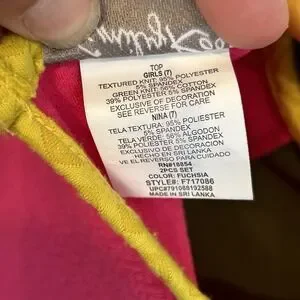 TOP
GIRLS (7)
TEXTURED KNIT: 95% POLYESTER
5% SPANDEX
GREEN KNIT: 56% COTTON
39% POLYESTER 5% SPANDEX
EXCLUSIVE OF DECORATION
SEE REVERSE FOR CARE
NINA (7)
TELA TEXTURA: 95% POLIESTER
5% SPANDEX
TELA VERDE: 56% ALGODON
39% POLIESTER 5% SPANDEX
EXCLUSIVO DE DECORACION
HECHO EN SRI LANKA
VE EL REVERSO PARA CUIDADO
RN#18854
2PCS SET
COLOR: FUCHSIA
STYLE#: F717086
UPC#791068192588
MADE IN SRI LANKA